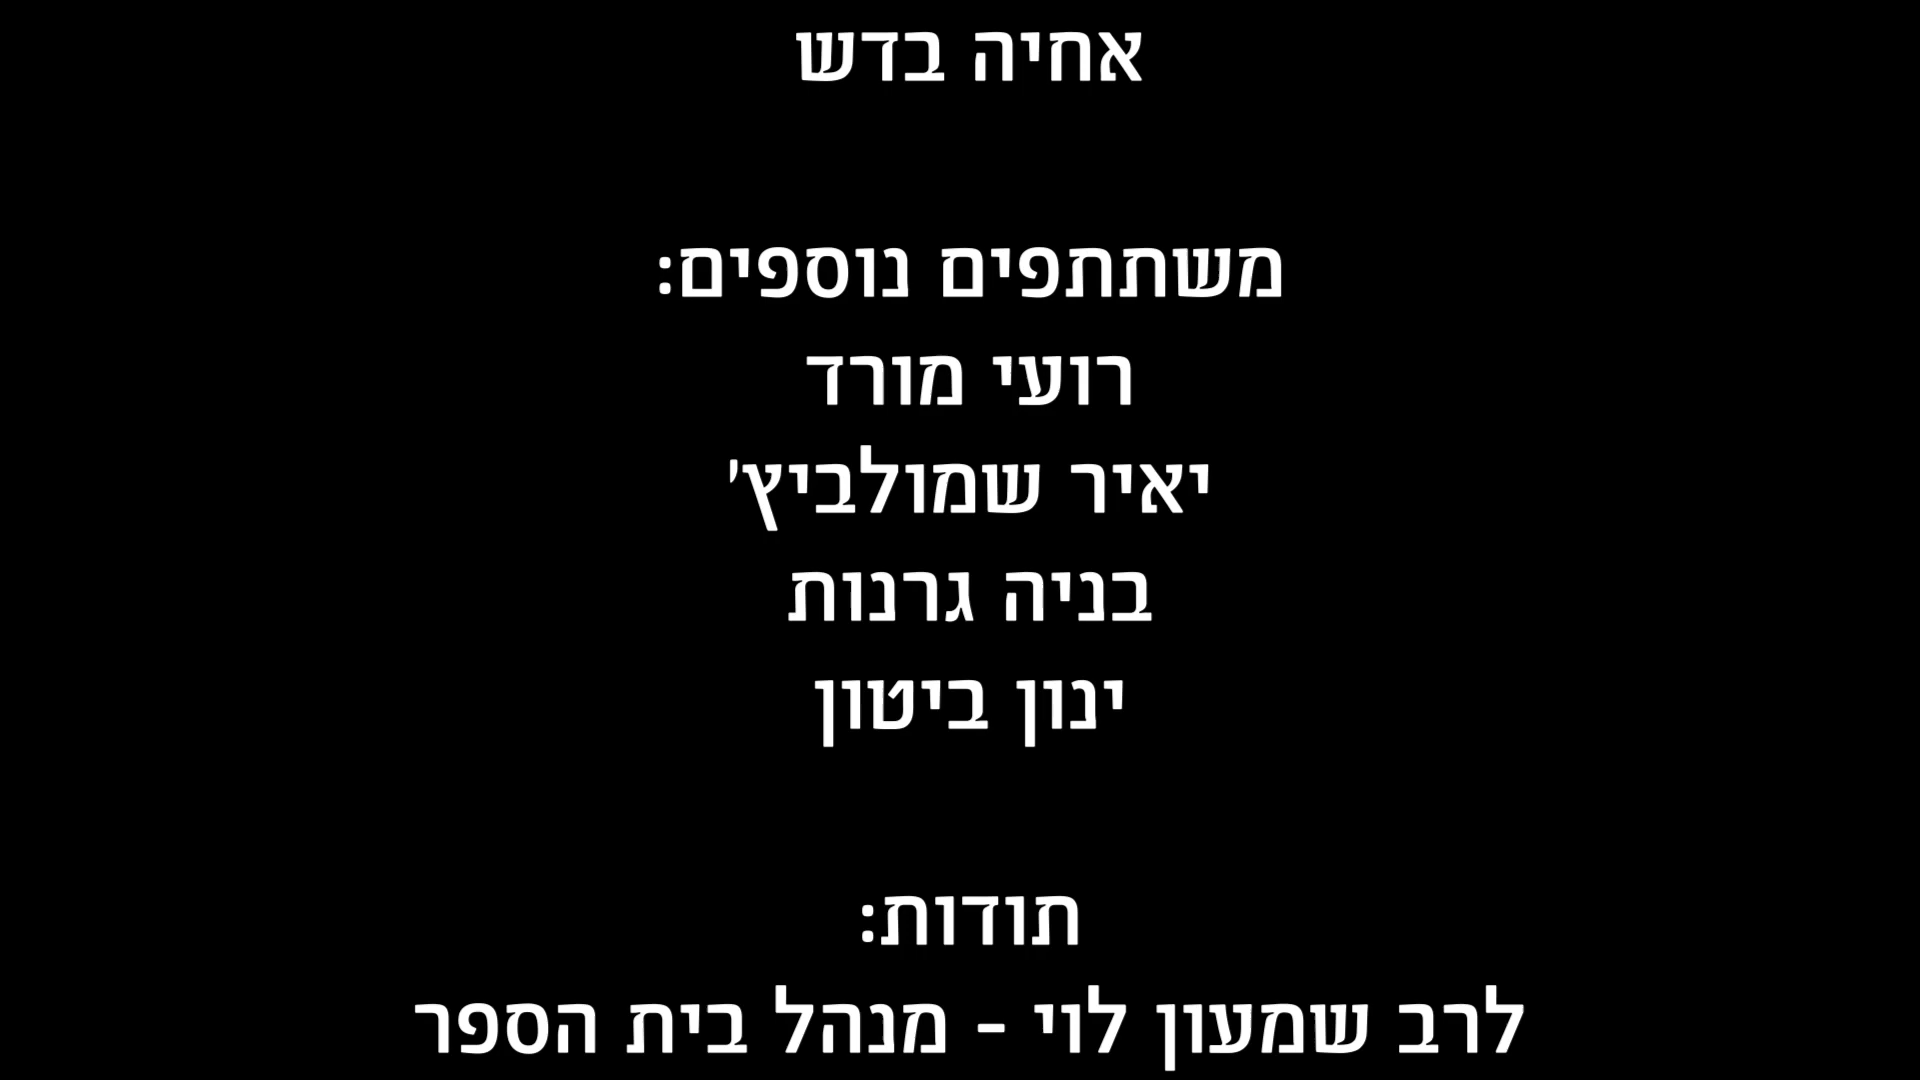 אחיה בדש
משתתפים נוספים:
רועי מורד
יאיר שמולביץ'
בניה גרנות
ינון ביטון
תודות:
לרב שמעון לוי - מנהל בית הספר